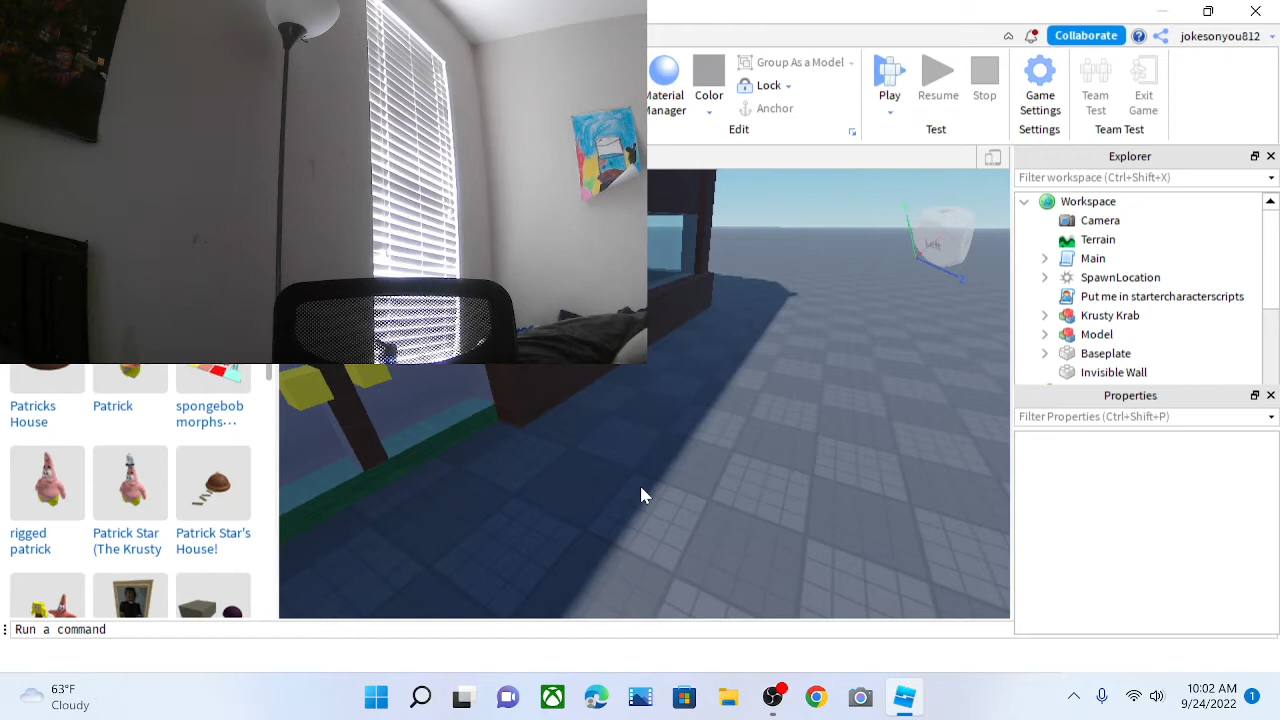 Collaborate
jokesonyou812
Material
Manager
Color
Group As a Model
Lock
Anchor
Edit
Play
Resume
Stop
Test
Game
Settings
Settings
Team
Test
Exit
Game
Team Test
Explorer
Filter workspace (Ctrl+Shift+X)
Workspace
Camera
Terrain
Main
SpawnLocation
Put me in startercharacterscripts
Krusty Krab
Model
Baseplate
Invisible Wall
Properties
Filter Properties (Ctrl+Shift+P)
Patricks
House
Patrick
spongebob
morphs...
rigged
patrick
Patrick Star
(The Krusty
Patrick Star's
House!
Run a command
63°F
Cloudy
10:02 AM
9/24/2022
1